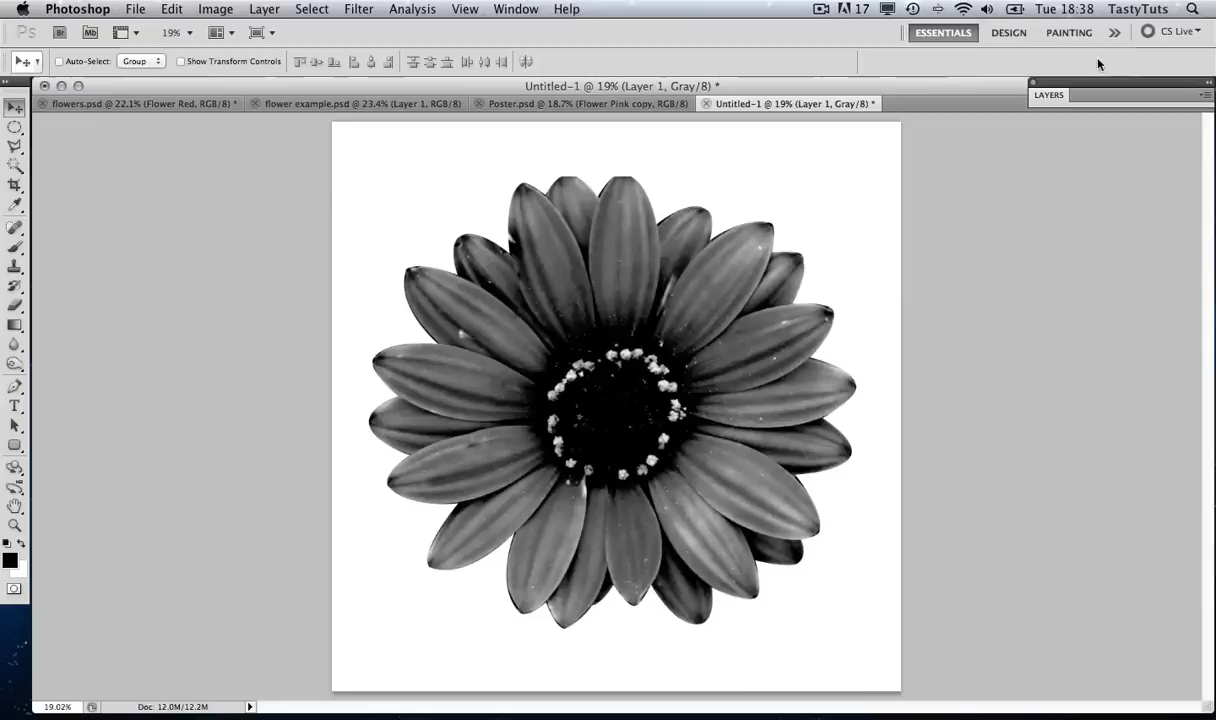 Photoshop File Edit Image Layer Select Filter Analysis View Window Help 17 Tue 18:38 TastyTuts
Ps Br Mb 19% ESSENTIALS DESIGN PAINTING >> CS Live
Auto-Select: Group Show Transform Controls
Untitled-1 @ 19% (Layer 1, Gray/8) *
flowers.psd @ 22.1% (Flower Red, RGB/8) * flower example.psd @ 23.4% (Layer 1, RGB/8) Poster.psd @ 18.7% (Flower Pink copy, RGB/8) Untitled-1 @ 19% (Layer 1, Gray/8) * LAYERS
T
19.02% Doc: 12.0M/12.2M